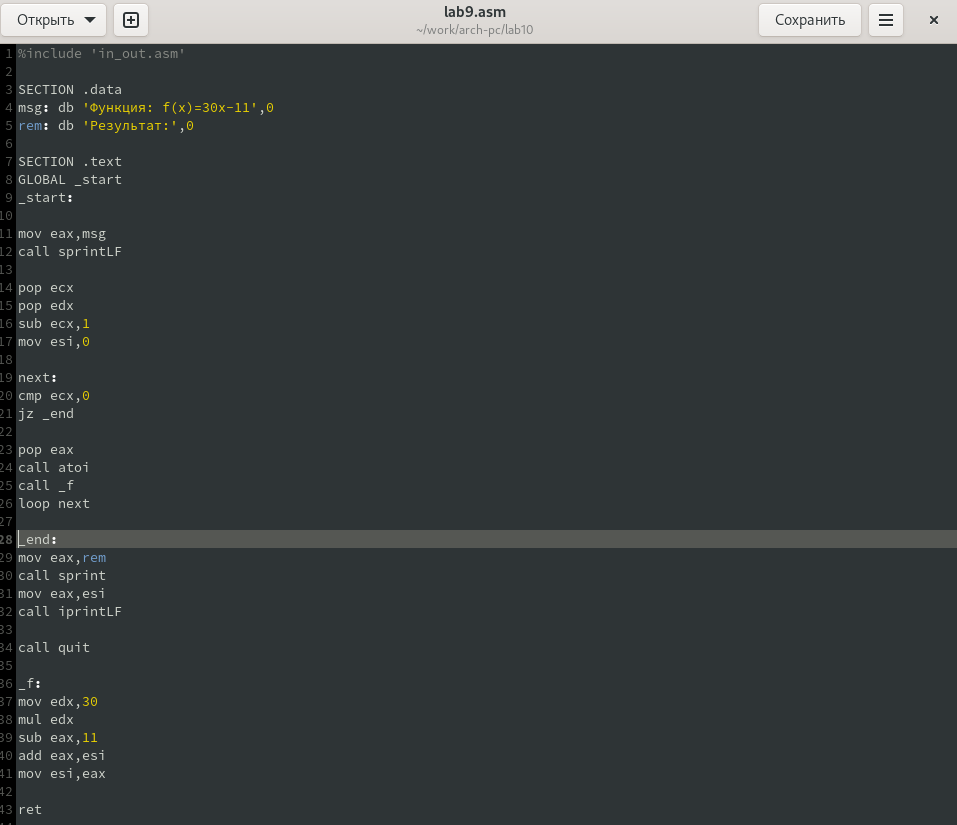 Открыть
lab9.asm
~/work/arch-pc/lab10
Сохранить
1 %include 'in_out.asm'
2
3 SECTION .data
4 msg: db 'Функция: f(x)=30x-11',0
5 rem: db 'Результат:',0
6
7 SECTION .text
8 GLOBAL _start
9 _start:
10
11 mov eax,msg
12 call sprintLF
13
14 pop ecx
15 pop edx
16 sub ecx,1
17 mov esi,0
18
19 next:
20 cmp ecx,0
21 jz _end
22
23 pop eax
24 call atoi
25 call _f
26 loop next
27
28 _end:
29 mov eax,rem
30 call sprint
31 mov eax,esi
32 call iprintLF
33
34 call quit
35
36 _f:
37 mov edx,30
38 mul edx
39 sub eax,11
40 add eax,esi
41 mov esi,eax
42
43 ret